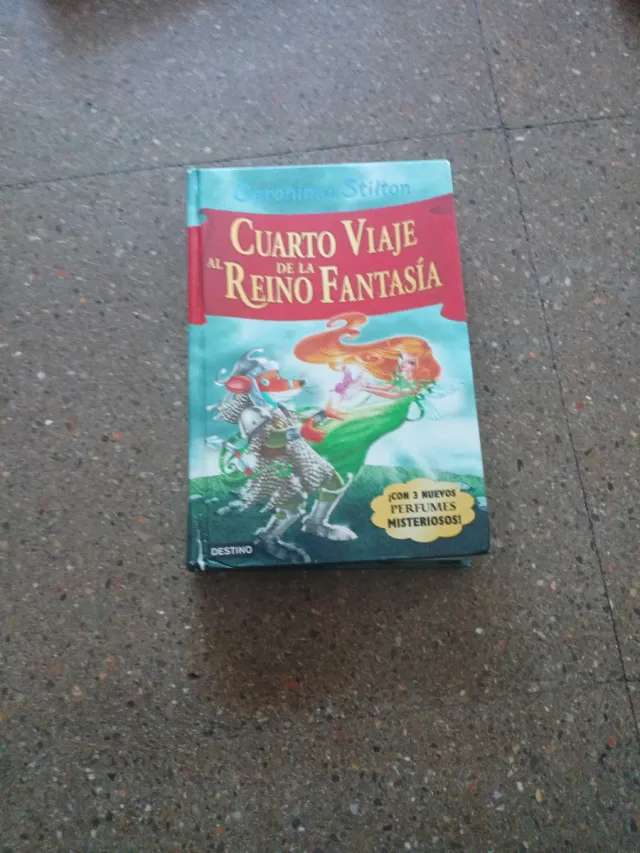 Geronimo Stilton
CUARTO VIAJE
AL REINO DE LA FANTASÍA
¡CON 3 NUEVOS
PERFUMES
MISTERIOSOS!
DESTINO